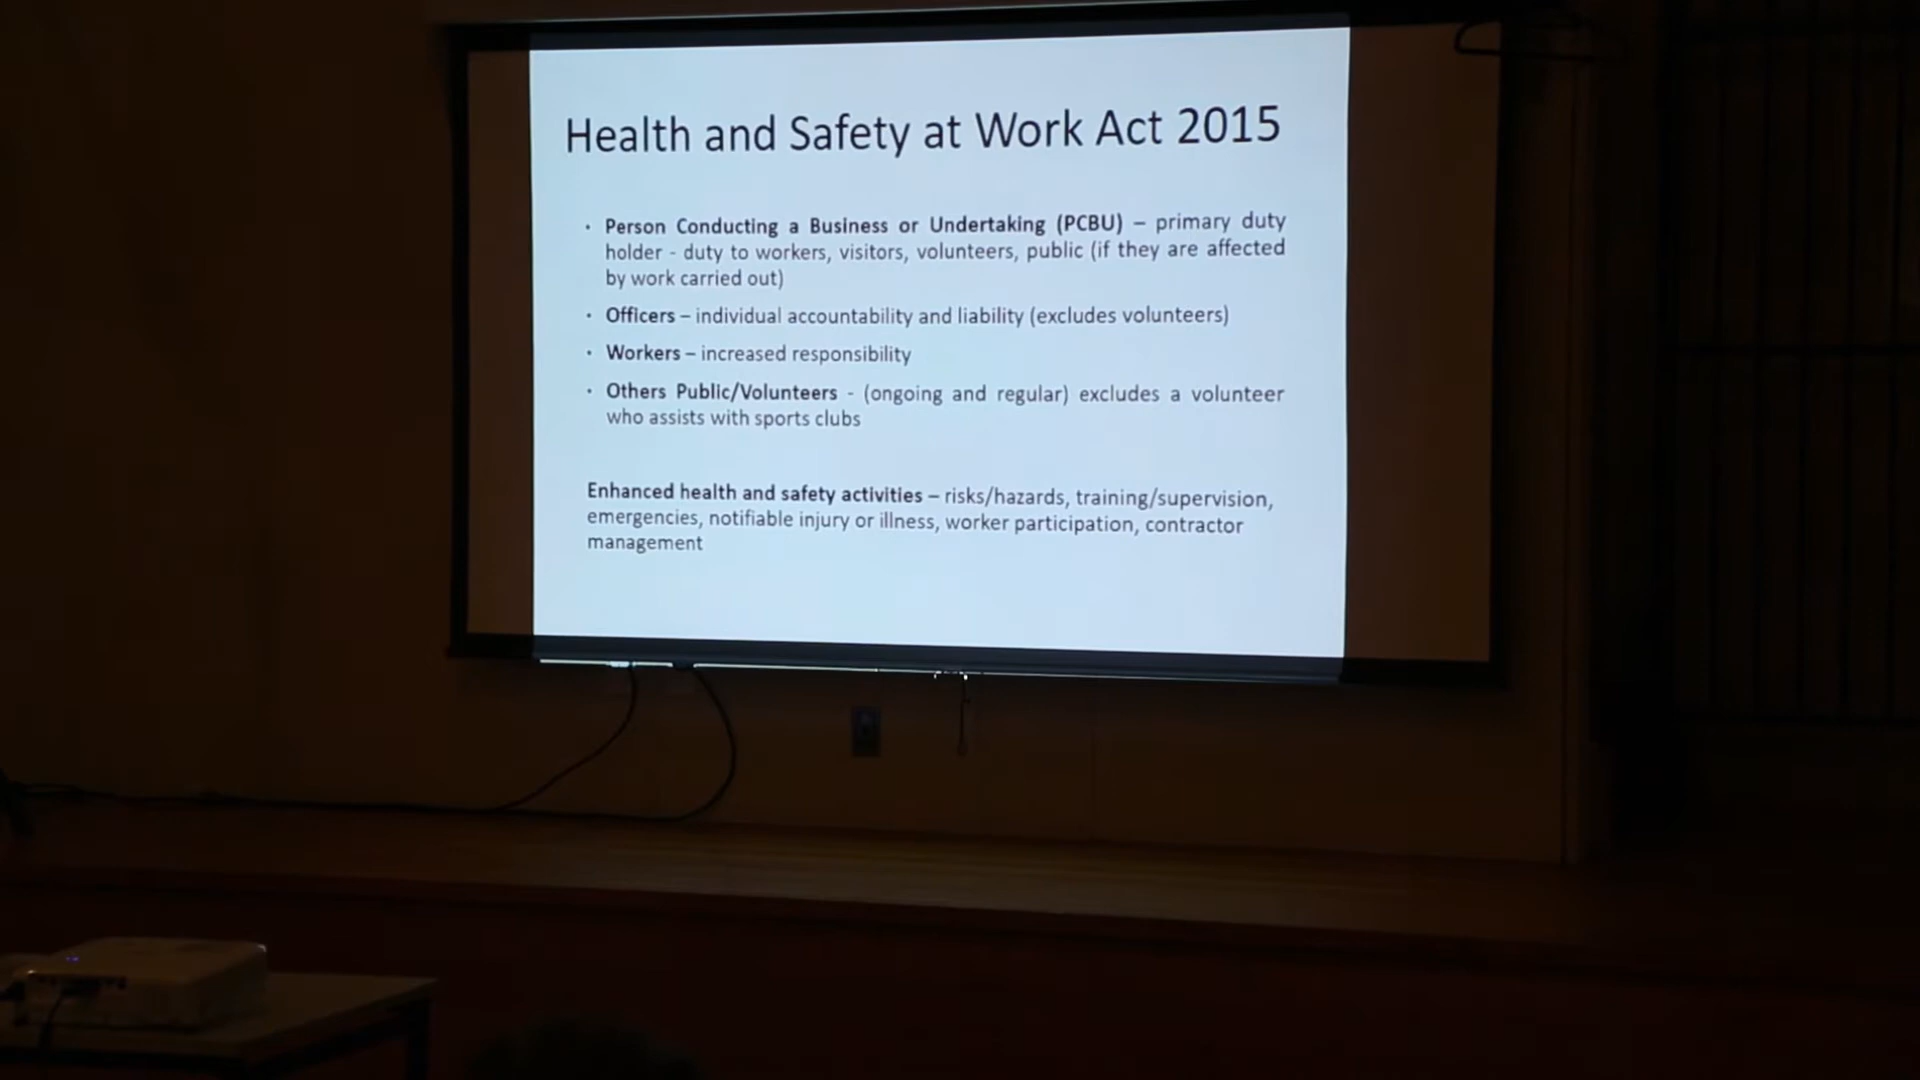 Health and Safety at Work Act 2015
· Person Conducting a Business or Undertaking (PCBU) – primary duty
holder - duty to workers, visitors, volunteers, public (if they are affected
by work carried out)
· Officers – individual accountability and liability (excludes volunteers)
· Workers – increased responsibility
· Others Public/Volunteers - (ongoing and regular) excludes a volunteer
who assists with sports clubs
Enhanced health and safety activities – risks/hazards, training/supervision,
emergencies, notifiable injury or illness, worker participation, contractor
management